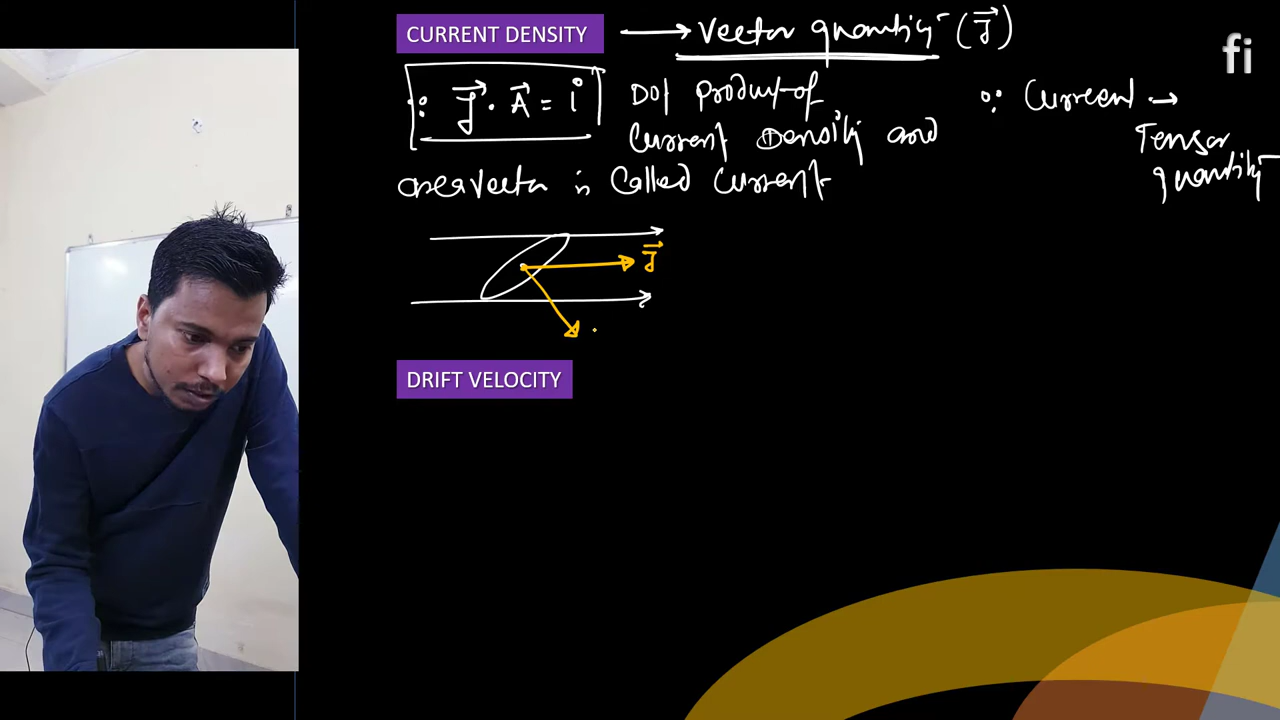 CURRENT DENSITY → Vector quantity (J⃗)
∵ J⃗ · A⃗ = i Dot product of
∵ Current →
Current Density and
Tensor
area vector is Called Current
quantity
J⃗
DRIFT VELOCITY
fi